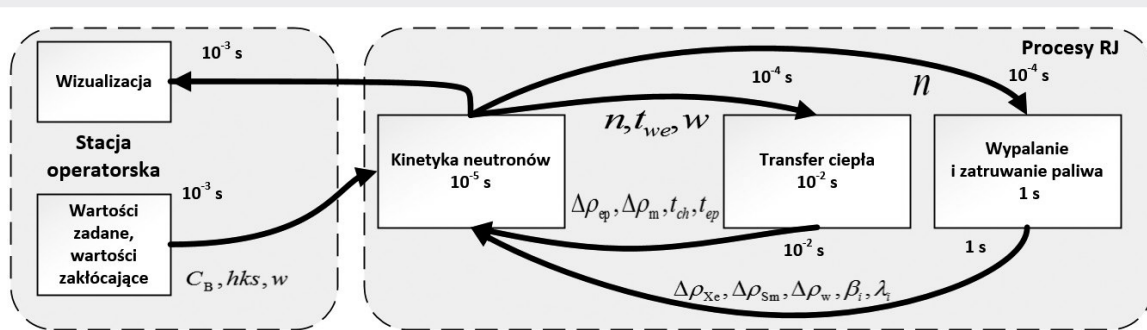 Procesy RJ
10⁻³ s
Wizualizacja
10⁻⁴ s
n
10⁻⁴ s
Stacja
operatorska
n, t_we, w
Kinetyka neutronów
10⁻⁵ s
Transfer ciepła
10⁻² s
Wypalanie
i zatruwanie paliwa
1 s
10⁻³ s
Wartości
zadane,
wartości
zakłócające
C_B, hks, w
Δρ_ep, Δρ_m, t_ch, t_ep
10⁻² s
1 s
Δρ_Xe, Δρ_Sm, Δρ_w, β_i, λ_i